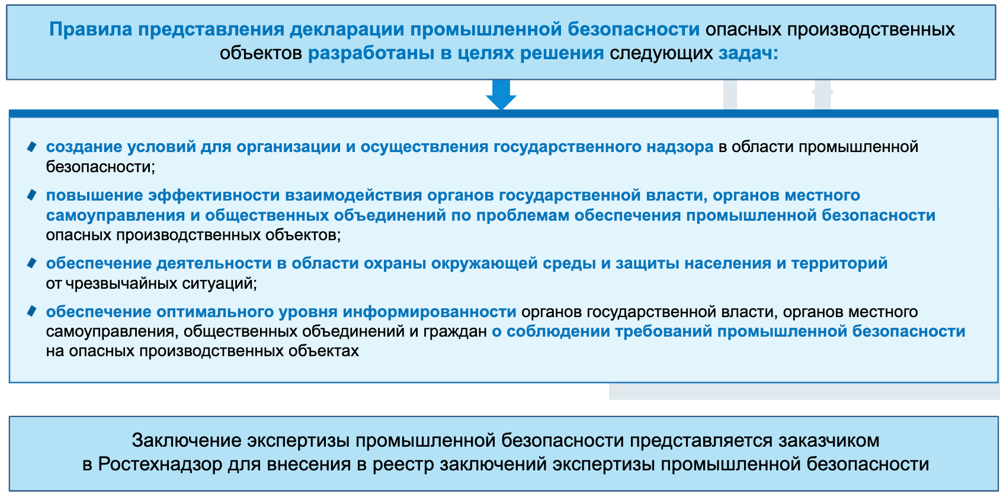 Правила представления декларации промышленной безопасности опасных производственных
объектов разработаны в целях решения следующих задач:
создание условий для организации и осуществления государственного надзора в области промышленной
безопасности;
повышение эффективности взаимодействия органов государственной власти, органов местного
самоуправления и общественных объединений по проблемам обеспечения промышленной безопасности
опасных производственных объектов;
обеспечение деятельности в области охраны окружающей среды и защиты населения и территорий
от чрезвычайных ситуаций;
обеспечение оптимального уровня информированности органов государственной власти, органов местного
самоуправления, общественных объединений и граждан о соблюдении требований промышленной безопасности
на опасных производственных объектах
Заключение экспертизы промышленной безопасности представляется заказчиком
в Ростехнадзор для внесения в реестр заключений экспертизы промышленной безопасности